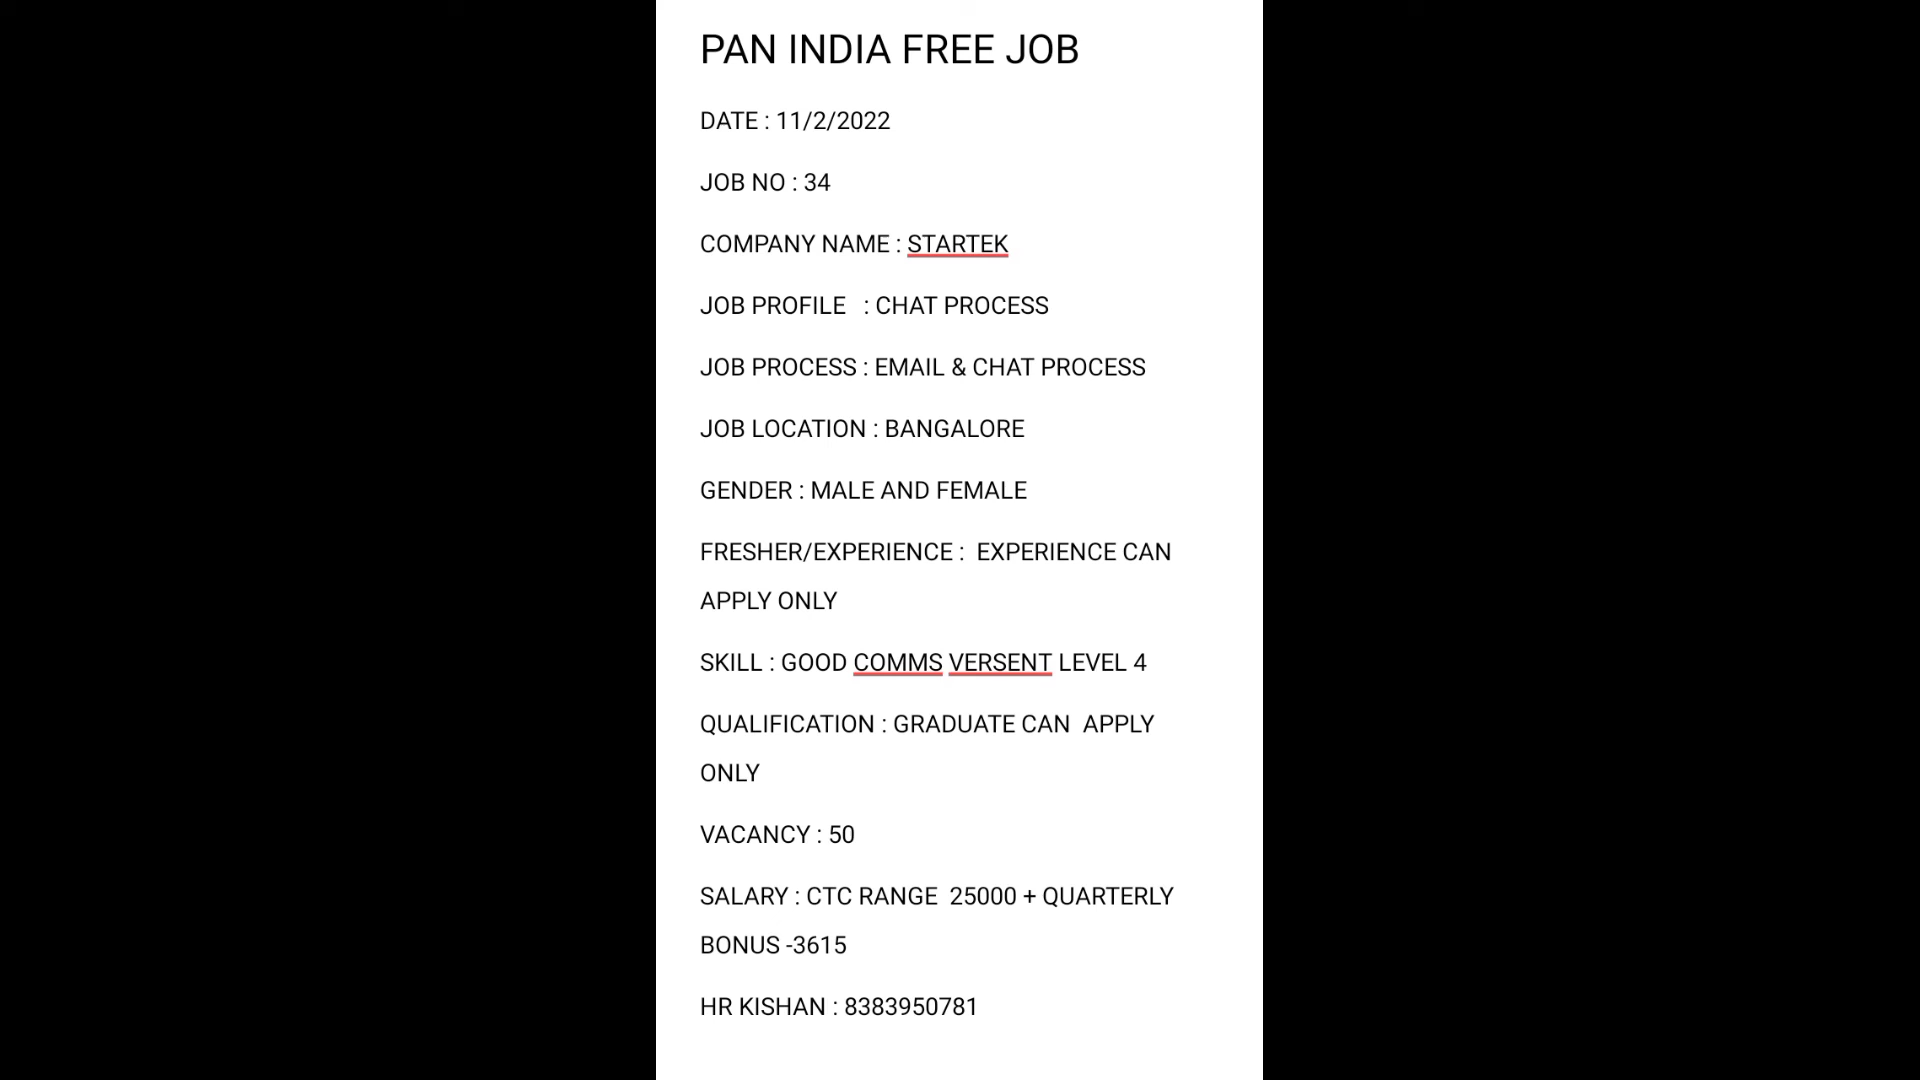 PAN INDIA FREE JOB
DATE : 11/2/2022
JOB NO : 34
COMPANY NAME : STARTEK
JOB PROFILE : CHAT PROCESS
JOB PROCESS : EMAIL & CHAT PROCESS
JOB LOCATION : BANGALORE
GENDER : MALE AND FEMALE
FRESHER/EXPERIENCE : EXPERIENCE CAN
APPLY ONLY
SKILL : GOOD COMMS VERSENT LEVEL 4
QUALIFICATION : GRADUATE CAN APPLY
ONLY
VACANCY : 50
SALARY : CTC RANGE 25000 + QUARTERLY
BONUS -3615
HR KISHAN : 8383950781